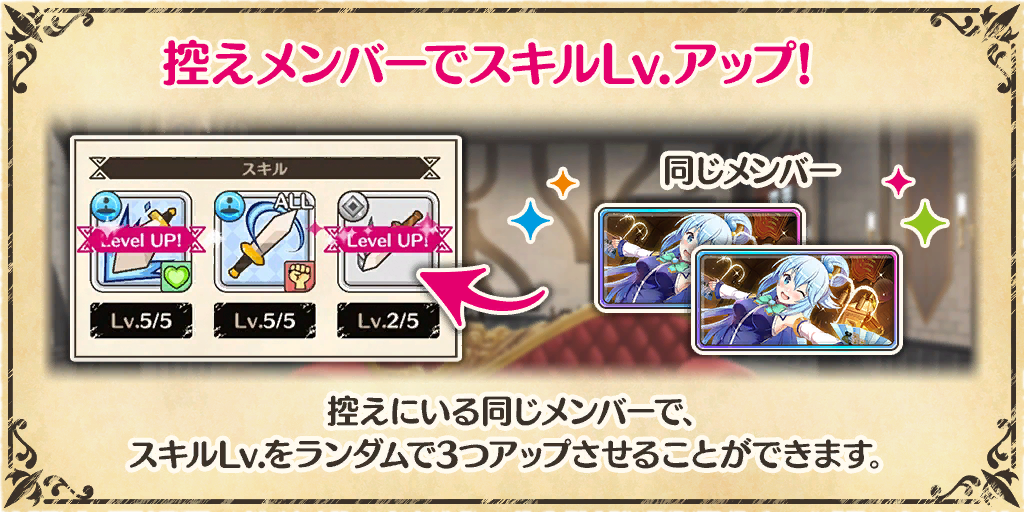 控えメンバーでスキルLv.アップ!
スキル
同じメンバー
Level UP!
ALL
Level UP!
Lv.5/5
Lv.5/5
Lv.2/5
控えにいる同じメンバーで、
スキルLv.をランダムで3つアップさせることができます。